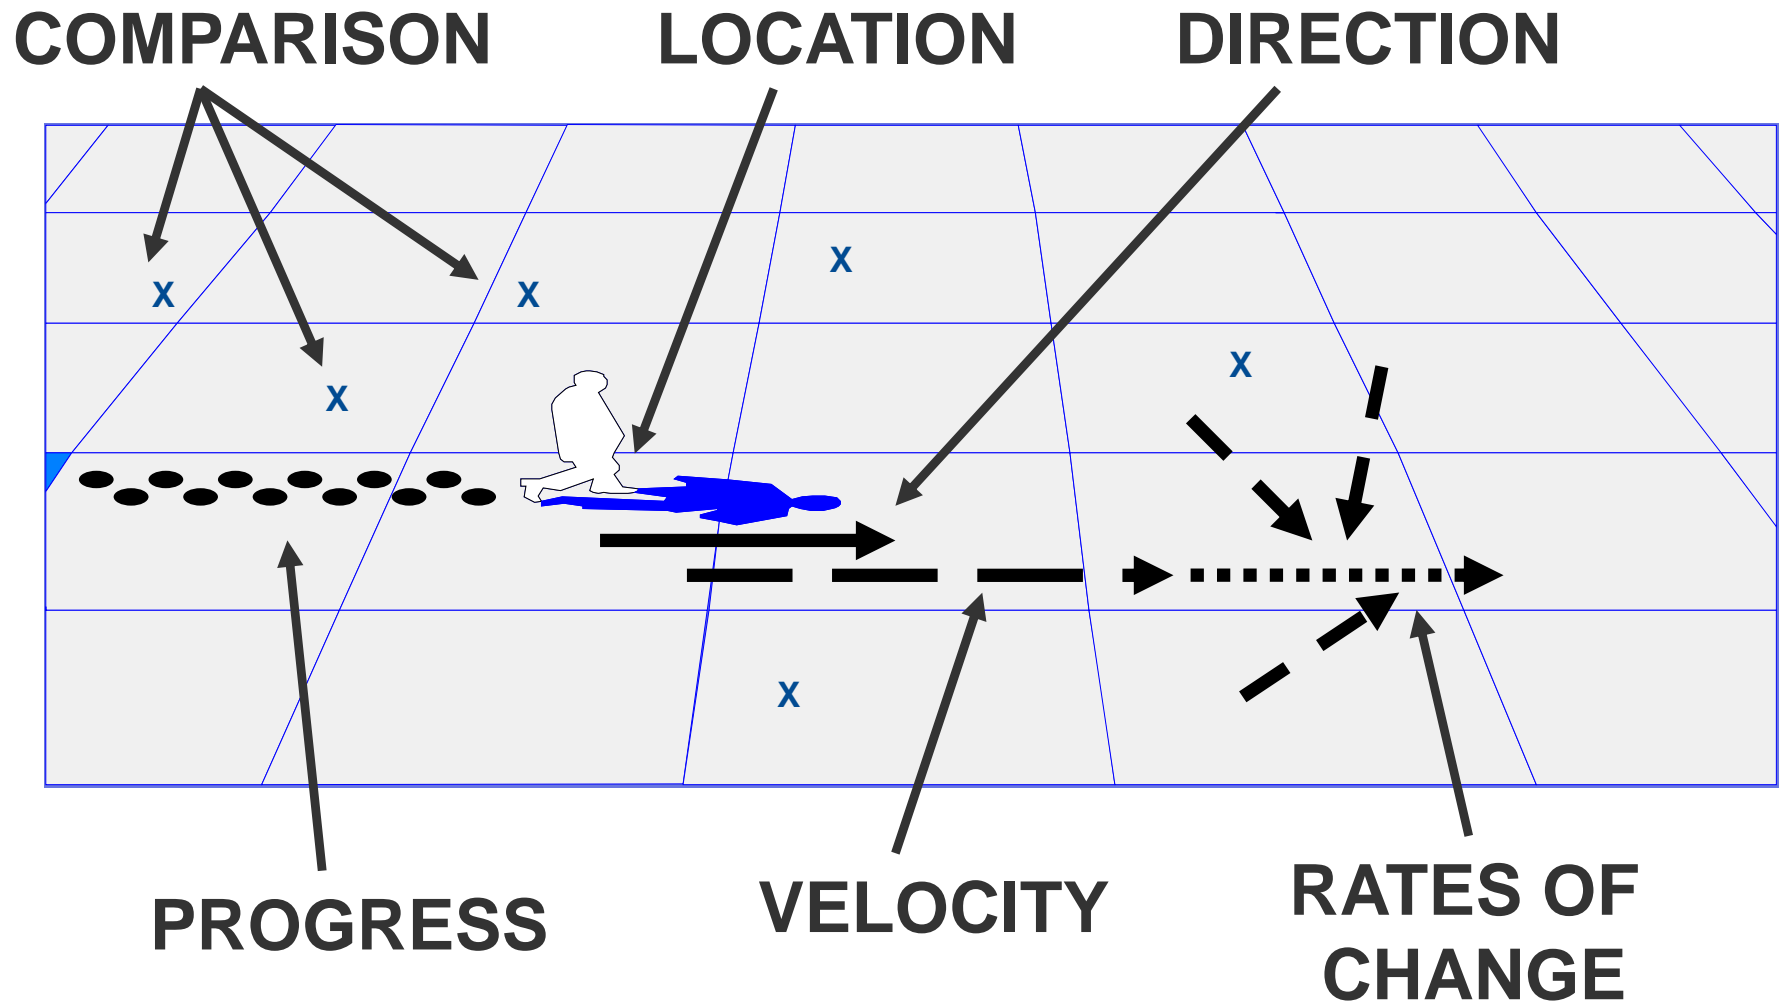 COMPARISON LOCATION DIRECTION
X
X
X
X
X
X
X
PROGRESS
VELOCITY
RATES OF
CHANGE